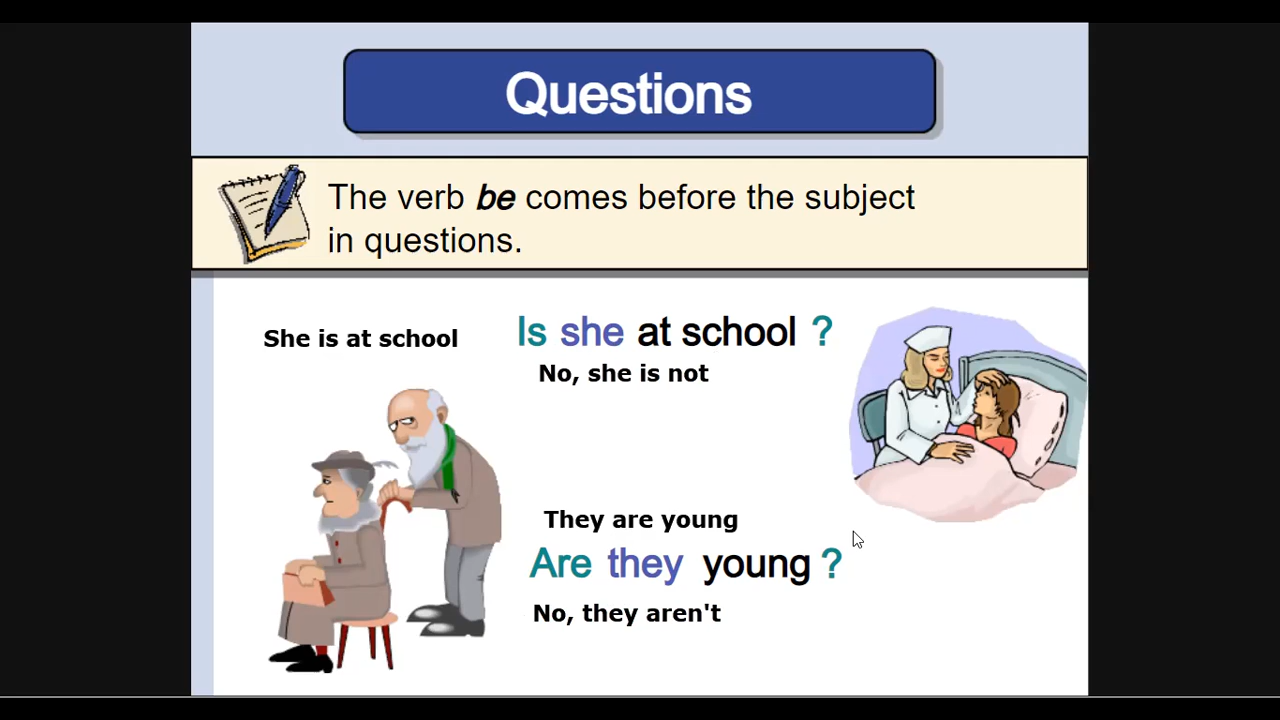 Questions
The verb be comes before the subject
in questions.
She is at school
Is she at school ?
No, she is not
They are young
Are they young ?
No, they aren't